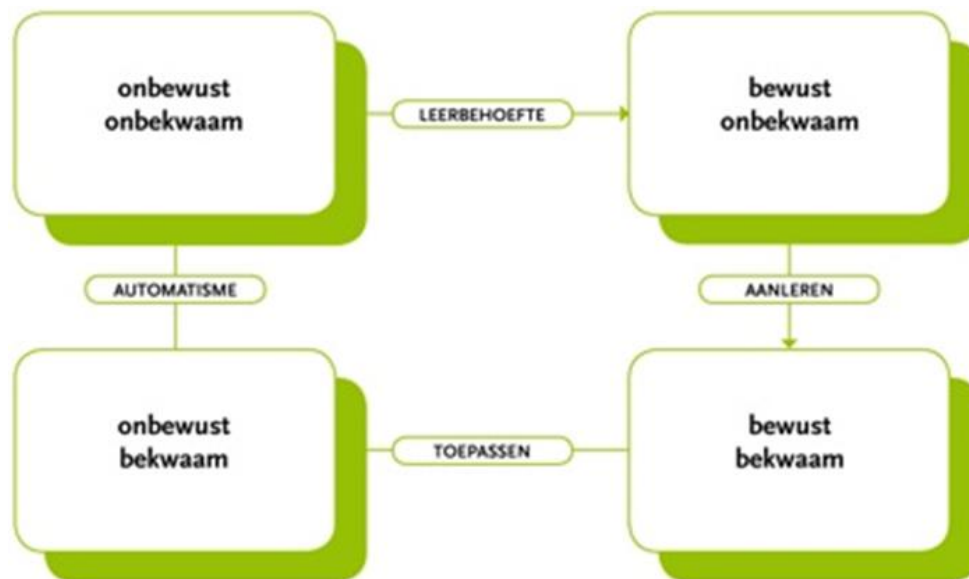 onbewust
onbekwaam
LEERBEHOEFTE
bewust
onbekwaam
AUTOMATISME
AANLEREN
onbewust
bekwaam
TOEPASSEN
bewust
bekwaam